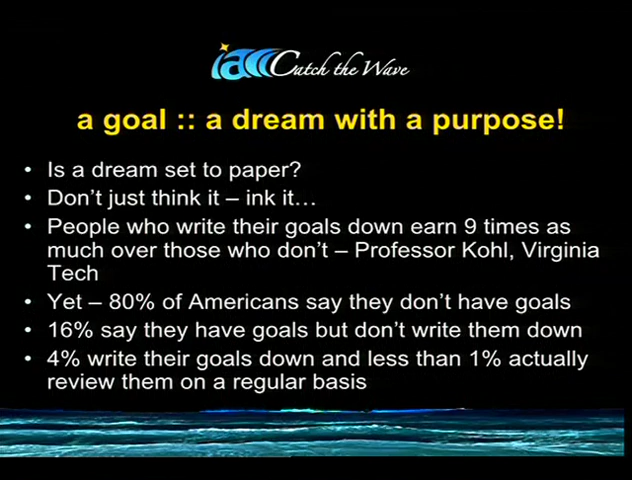 iacc Catch the Wave
a goal :: a dream with a purpose!
• Is a dream set to paper?
• Don't just think it – ink it…
• People who write their goals down earn 9 times as
much over those who don't – Professor Kohl, Virginia
Tech
• Yet – 80% of Americans say they don't have goals
• 16% say they have goals but don't write them down
• 4% write their goals down and less than 1% actually
review them on a regular basis